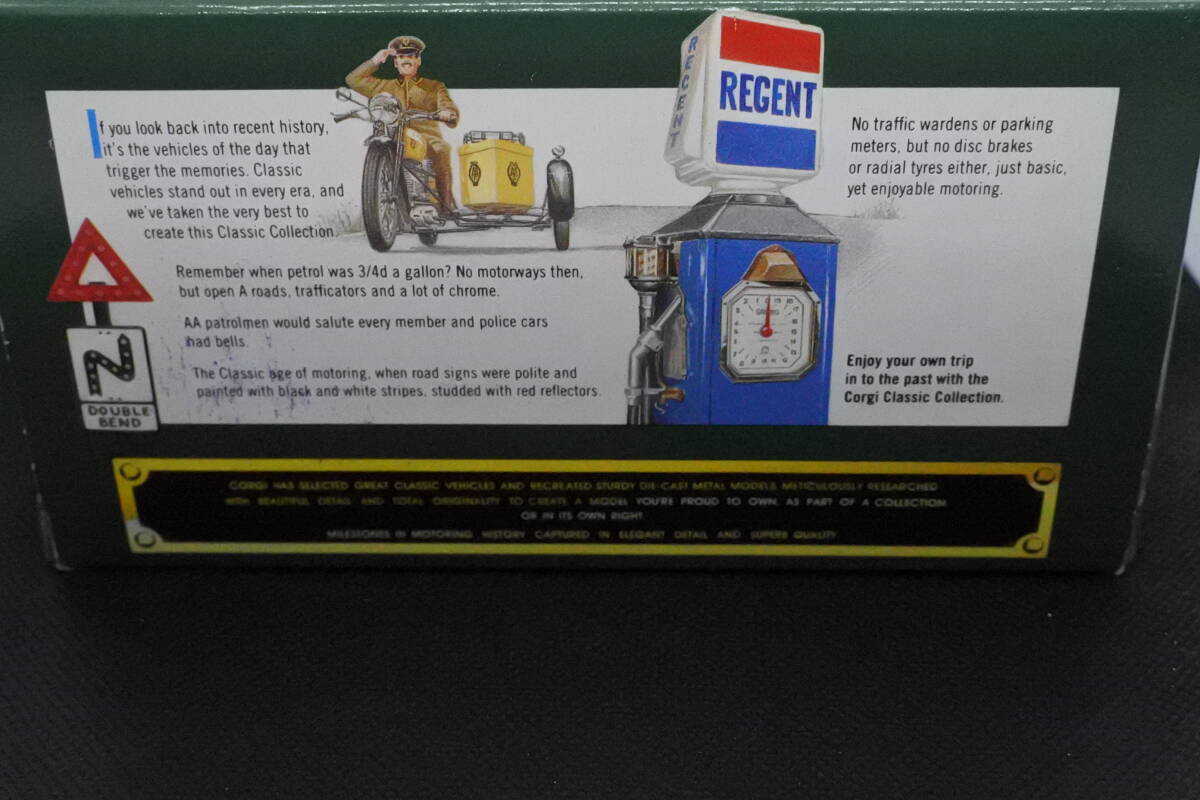 If you look back into recent history,
it's the vehicles of the day that
trigger the memories. Classic
vehicles stand out in every era, and
we've taken the very best to
create this Classic Collection.
Remember when petrol was 3/4d a gallon? No motorways then,
but open A roads, trafficators and a lot of chrome.
AA patrolmen would salute every member and police cars
had bells.
The Classic age of motoring, when road signs were polite and
painted with black and white stripes, studded with red reflectors.
DOUBLE
BEND
REGENT
REGENT
No traffic wardens or parking
meters, but no disc brakes
or radial tyres either, just basic,
yet enjoyable motoring.
Enjoy your own trip
in to the past with the
Corgi Classic Collection.
CORGI HAS SELECTED GREAT CLASSIC VEHICLES AND RECREATED STURDY DIE-CAST METAL MODELS METICULOUSLY RESEARCHED
WITH BEAUTIFUL DETAIL AND TOTAL ORIGINALITY TO CREATE A MODEL YOU'RE PROUD TO OWN, AS PART OF A COLLECTION
OR IN ITS OWN RIGHT
MILESTONES IN MOTORING HISTORY CAPTURED IN ELEGANT DETAIL AND SUPERB QUALITY